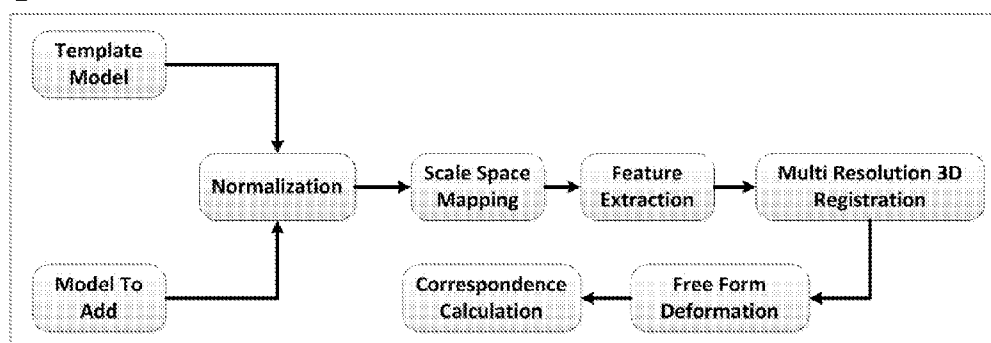 Template
Model
Normalization
Scale Space
Mapping
Feature
Extraction
Multi Resolution 3D
Registration
Model To
Add
Correspondence
Calculation
Free Form
Deformation